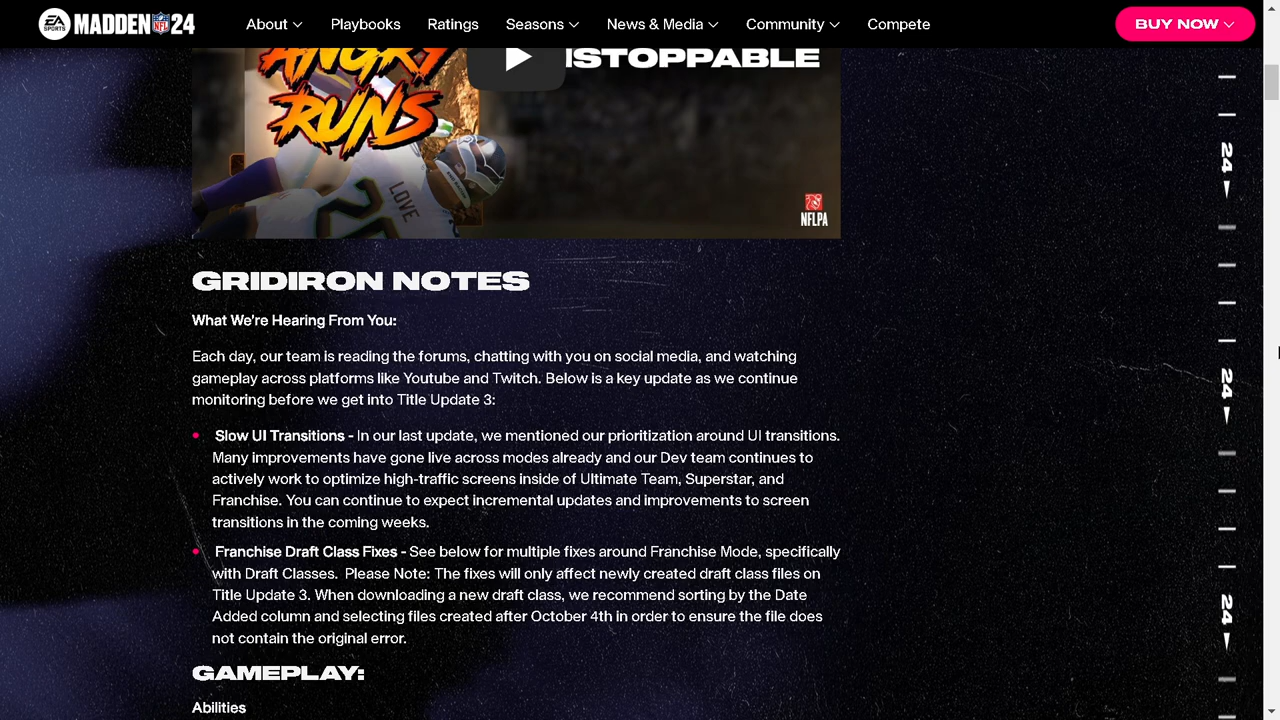 EA
SPORTS
MADDEN NFL 24
About
Playbooks
Ratings
Seasons
News & Media
Community
Compete
BUY NOW
ANGRY
RUNS
STOPPABLE
LOVE
NFLPA
24
24
24
GRIDIRON NOTES
What We're Hearing From You:
Each day, our team is reading the forums, chatting with you on social media, and watching
gameplay across platforms like Youtube and Twitch. Below is a key update as we continue
monitoring before we get into Title Update 3:
Slow UI Transitions - In our last update, we mentioned our prioritization around UI transitions.
Many improvements have gone live across modes already and our Dev team continues to
actively work to optimize high-traffic screens inside of Ultimate Team, Superstar, and
Franchise. You can continue to expect incremental updates and improvements to screen
transitions in the coming weeks.
Franchise Draft Class Fixes - See below for multiple fixes around Franchise Mode, specifically
with Draft Classes. Please Note: The fixes will only affect newly created draft class files on
Title Update 3. When downloading a new draft class, we recommend sorting by the Date
Added column and selecting files created after October 4th in order to ensure the file does
not contain the original error.
GAMEPLAY:
Abilities